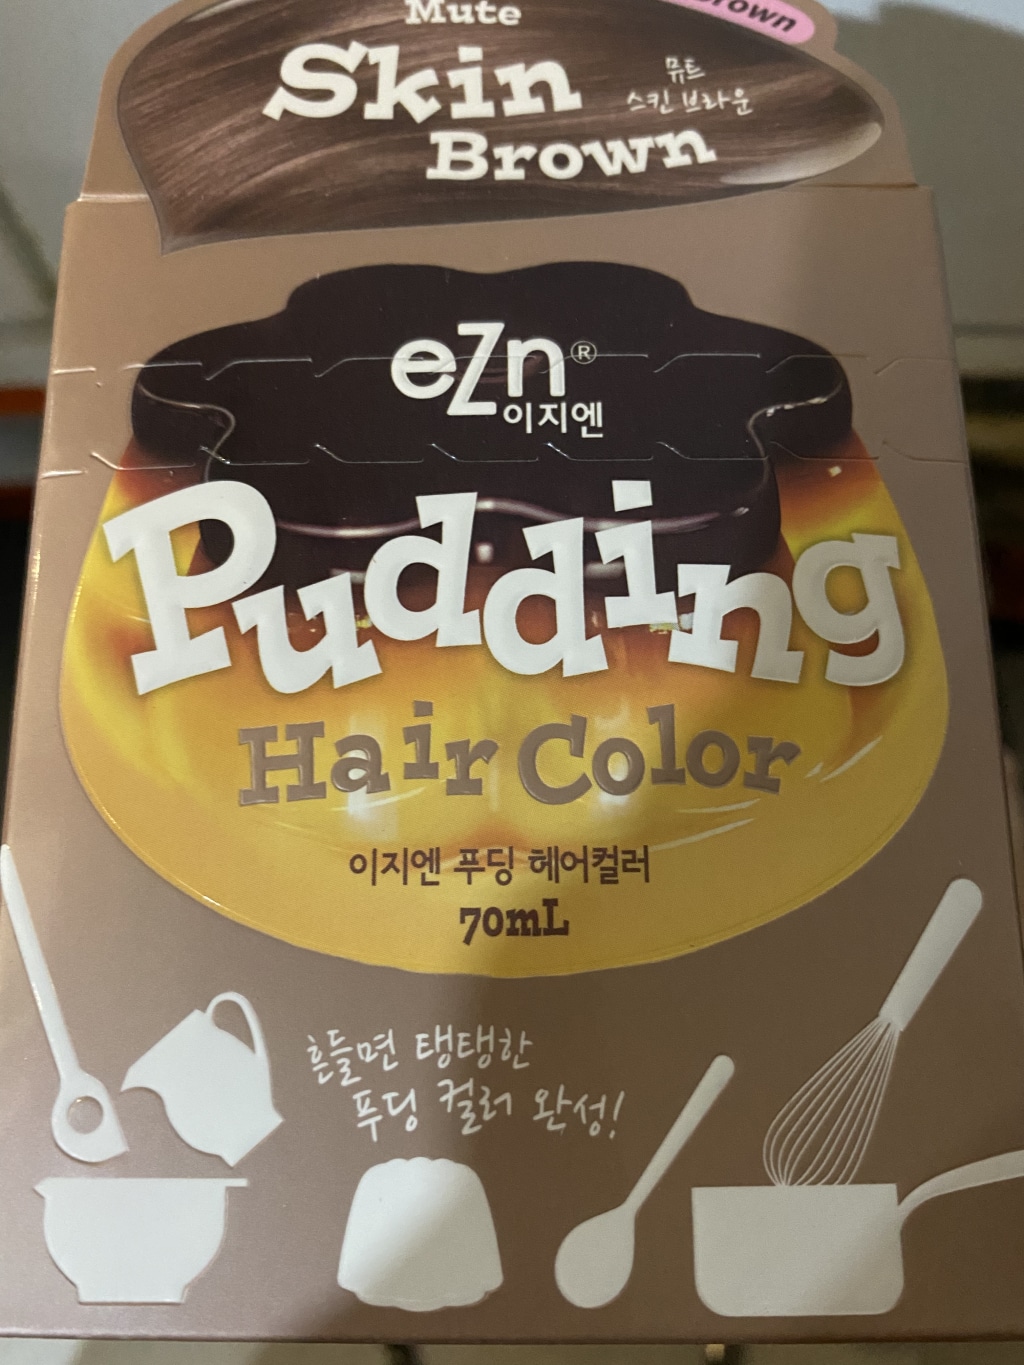 Brown
Mute
Skin
Brown
뮤트
스킨 브라운
eZn®
이지엔
Pudding
Hair Color
이지엔 푸딩 헤어컬러
70mL
흔들면 탱탱한
푸딩 컬러 완성!